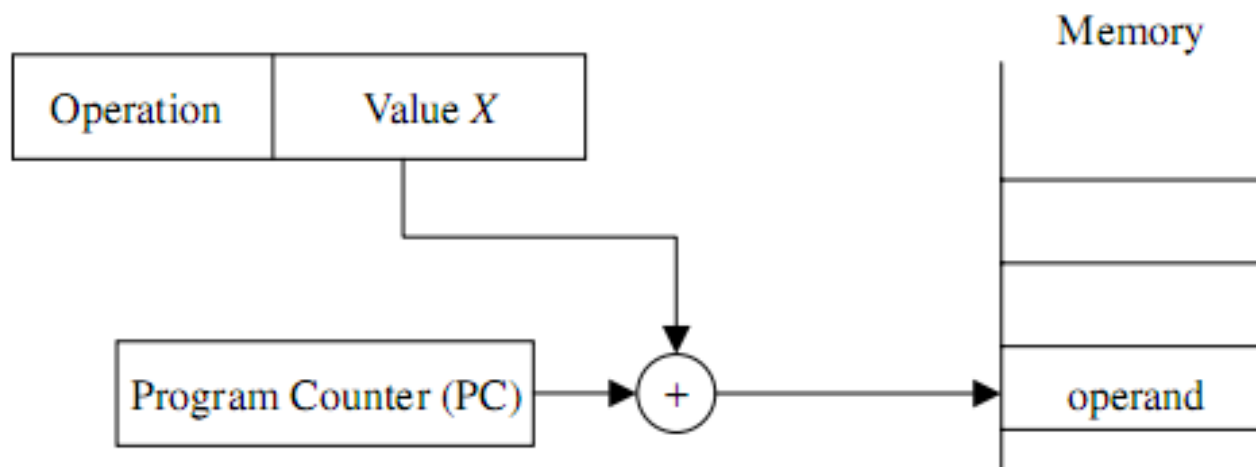 Memory
Operation
Value X
Program Counter (PC)
+
operand